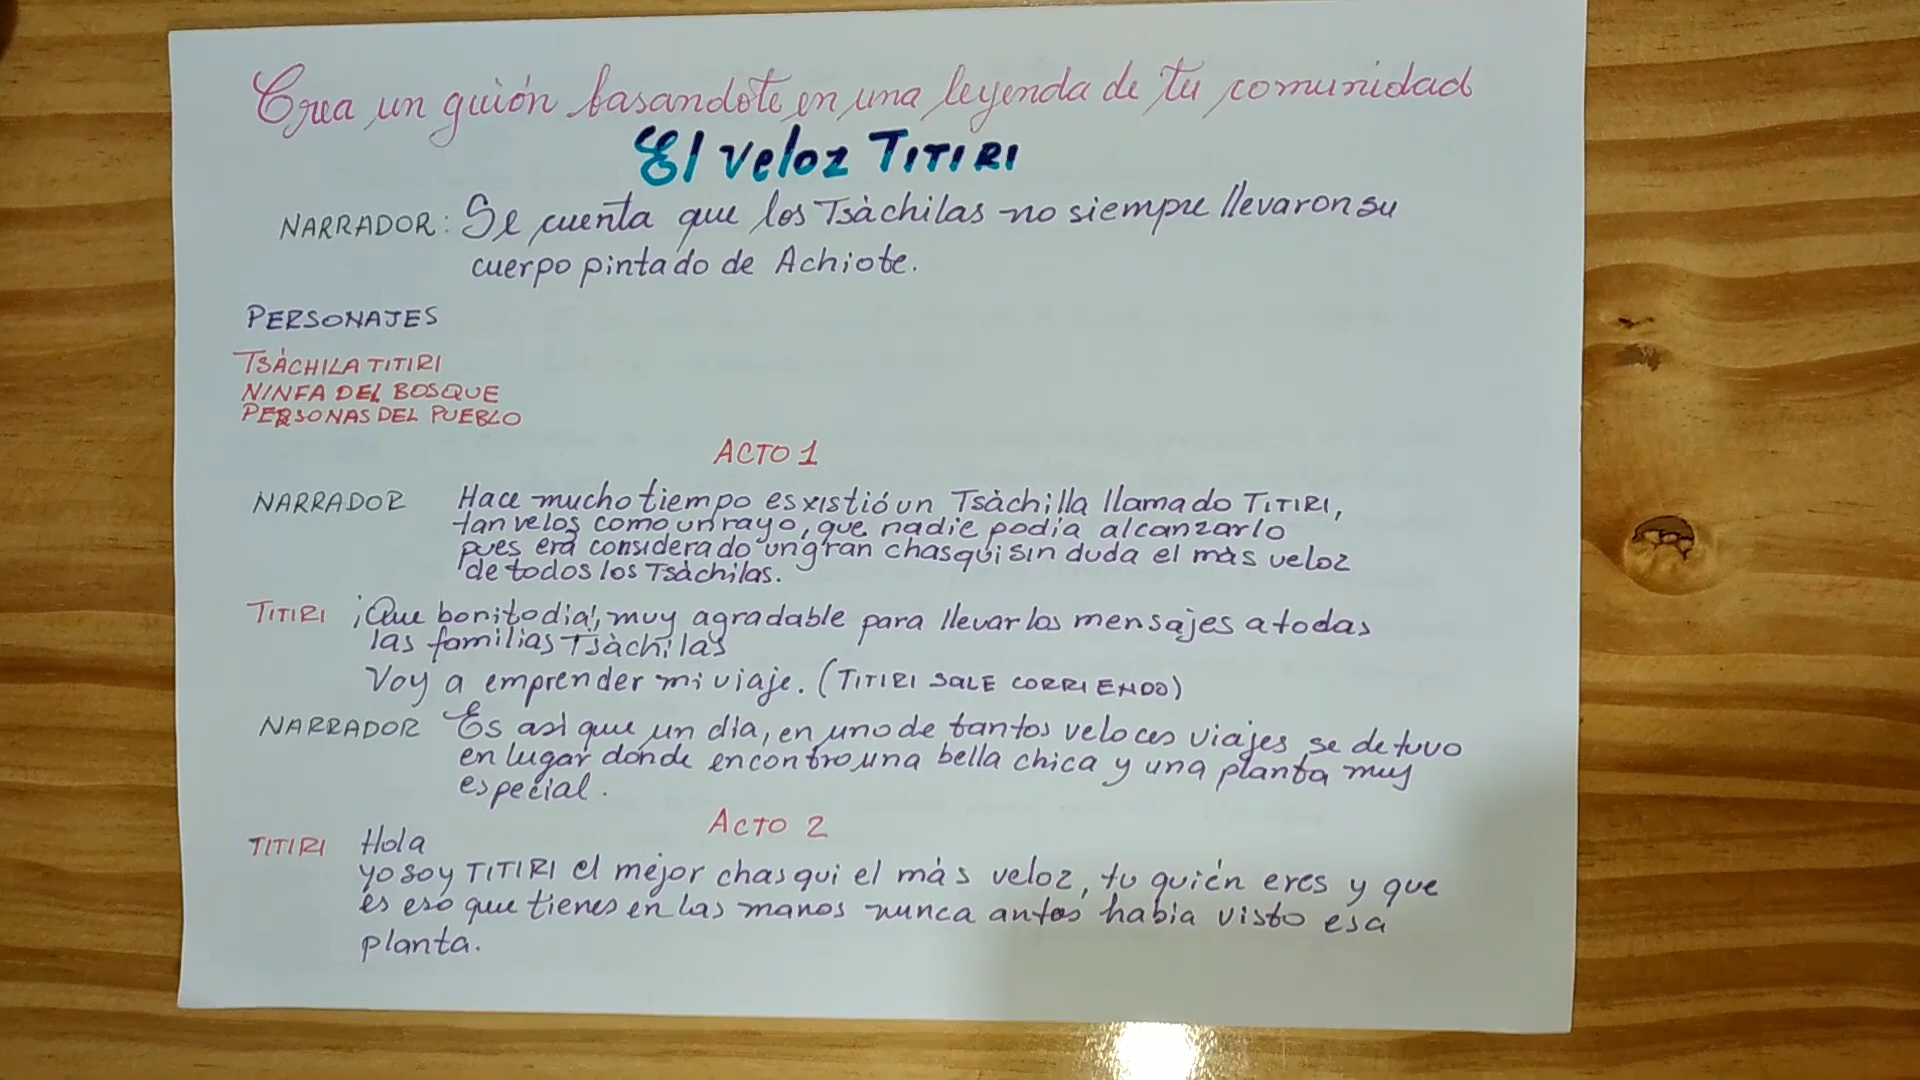 Crea un guión basandote en una leyenda de tu comunidad
El Veloz TITIRI
NARRADOR: Se cuenta que los Tsàchilas no siempre llevaron su
cuerpo pintado de Achiote.
PERSONAJES
TSÀCHILA TITIRI
NINFA DEL BOSQUE
PERSONAS DEL PUEBLO
ACTO 1
NARRADOR Hace mucho tiempo esxistió un Tsàchilla llamado TITIRI,
tan velos como un rayo, que nadie podía alcanzarlo
pues era considerado un gran chasqui sin duda el màs veloz
de todos los Tsàchilas.
TITIRI ¡Que bonito dia!, muy agradable para llevar los mensajes a todas
las familias Tsàchilas
Voy a emprender mi viaje. (TITIRI SALE CORRIENDO)
NARRADOR Es asì que un dia, en uno de tantos veloces viajes se detuvo
en lugar donde encontro una bella chica y una planta muy
especial.
ACTO 2
TITIRI Hola
yo soy TITIRI el mejor chasqui el màs veloz, tu quién eres y que
es eso que tienes en las manos nunca antes habia visto esa
planta.